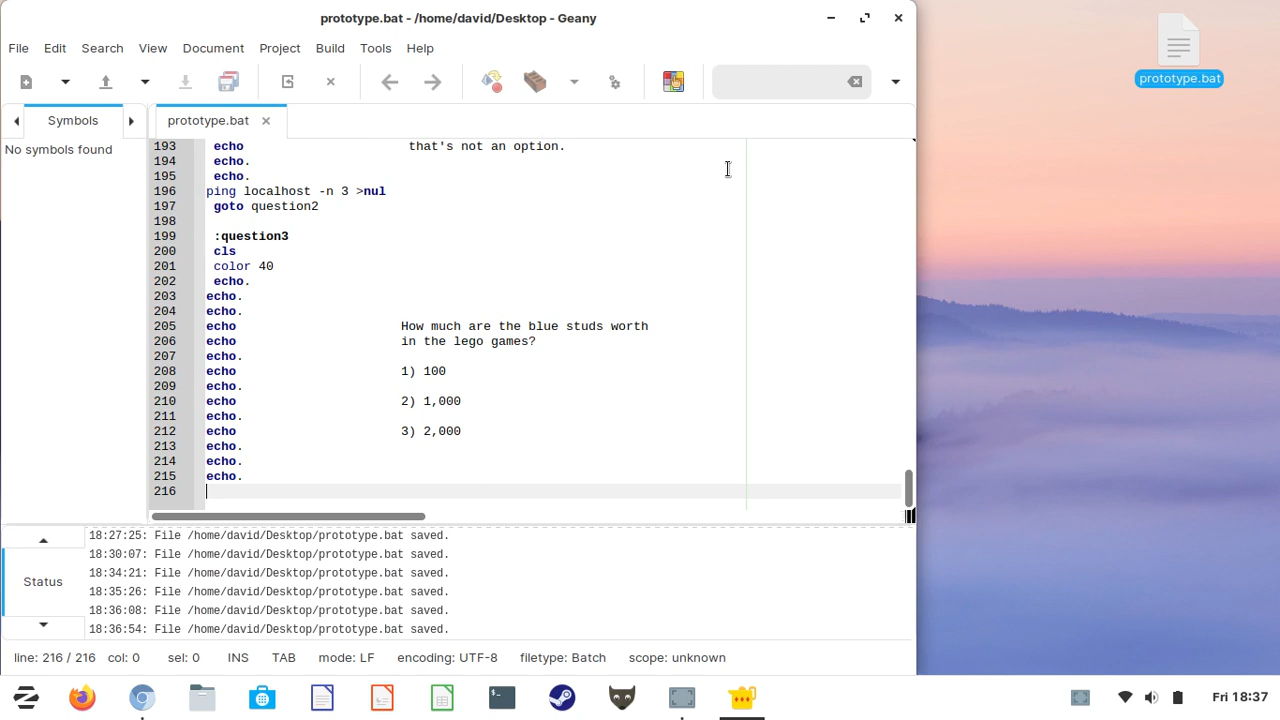 prototype.bat - /home/david/Desktop - Geany
File Edit Search View Document Project Build Tools Help
Symbols
prototype.bat
No symbols found
193 echo that's not an option.
194 echo.
195 echo.
196 ping localhost -n 3 >nul
197 goto question2
198
199 :question3
200 cls
201 color 40
202 echo.
203 echo.
204 echo.
205 echo How much are the blue studs worth
206 echo in the lego games?
207 echo.
208 echo 1) 100
209 echo.
210 echo 2) 1,000
211 echo.
212 echo 3) 2,000
213 echo.
214 echo.
215 echo.
216
Status
18:27:25: File /home/david/Desktop/prototype.bat saved.
18:30:07: File /home/david/Desktop/prototype.bat saved.
18:34:21: File /home/david/Desktop/prototype.bat saved.
18:35:26: File /home/david/Desktop/prototype.bat saved.
18:36:08: File /home/david/Desktop/prototype.bat saved.
18:36:54: File /home/david/Desktop/prototype.bat saved.
line: 216 / 216 col: 0 sel: 0 INS TAB mode: LF encoding: UTF-8 filetype: Batch scope: unknown
prototype.bat
Fri 18:37